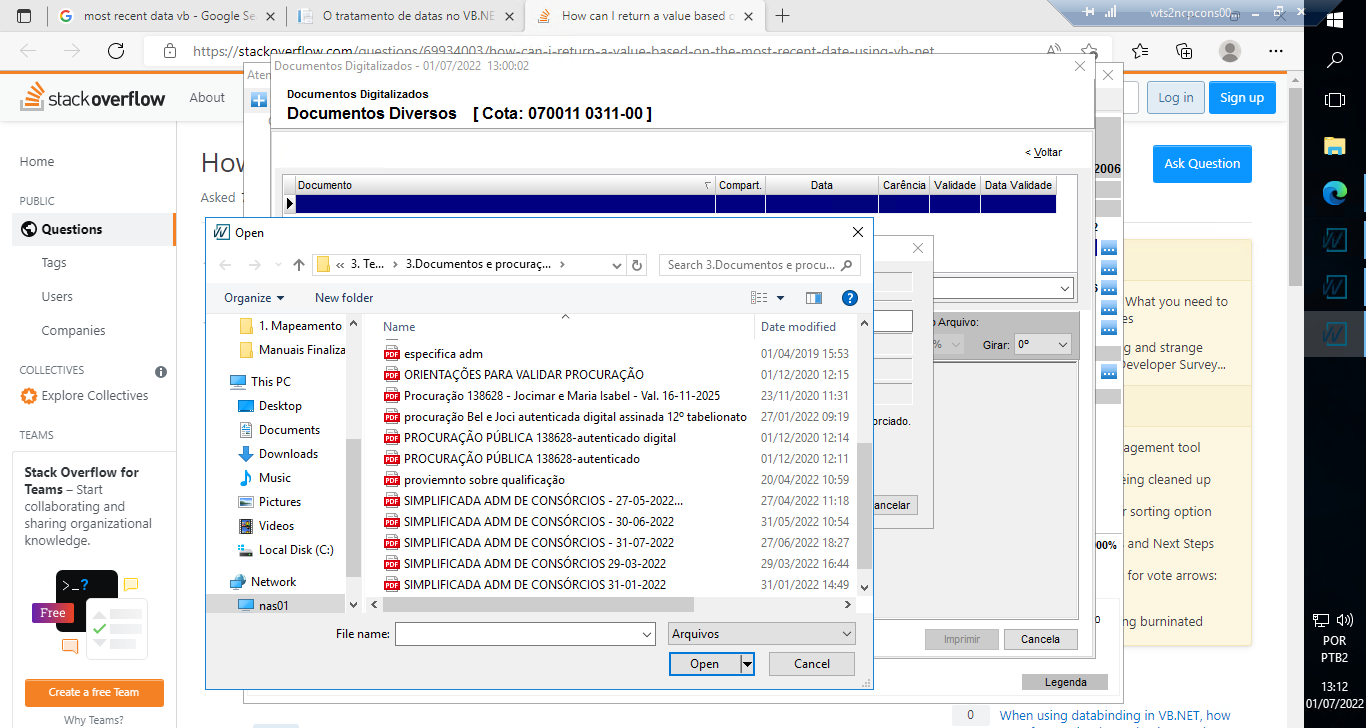 most recent data vb - Google Se
O tratamento de datas no VB.NE
How can I return a value based o
wts2ncpcons00
https://stackoverflow.com/questions/69934003/how-can-i-return-a-value-based-on-the-most-recent-date-using-vb-net
stack overflow
About
Log in
Sign up
Home
PUBLIC
Questions
Tags
Users
Companies
COLLECTIVES
Explore Collectives
TEAMS
Stack Overflow for
Teams – Start
collaborating and
sharing organizational
knowledge.
Free
Create a free Team
Why Teams?
How
Asked
Ask Question
Aten
Documentos Digitalizados - 01/07/2022 13:00:02
Documentos Digitalizados
Documentos Diversos [ Cota: 070011 0311-00 ]
< Voltar
Documento
Compart.
Data
Carência
Validade
Data Validade
2006
Open
« 3. Te... > 3.Documentos e procuraç... >
Search 3.Documentos e procu...
Organize
New folder
1. Mapeamento
Manuais Finaliza
This PC
Desktop
Documents
Downloads
Music
Pictures
Videos
Local Disk (C:)
Network
nas01
Name
Date modified
especifica adm 01/04/2019 15:53
ORIENTAÇÕES PARA VALIDAR PROCURAÇÃO 01/12/2020 12:15
Procuração 138628 - Jocimar e Maria Isabel - Val. 16-11-2025 23/11/2020 11:31
procuração Bel e Joci autenticada digital assinada 12º tabelionato 27/01/2022 09:19
PROCURAÇÃO PÚBLICA 138628-autenticado digital 01/12/2020 12:14
PROCURAÇÃO PÚBLICA 138628-autenticado 01/12/2020 12:11
proviemnto sobre qualificação 20/04/2022 10:59
SIMPLIFICADA ADM DE CONSÓRCIOS - 27-05-2022... 27/04/2022 11:18
SIMPLIFICADA ADM DE CONSÓRCIOS - 30-06-2022 31/05/2022 10:54
SIMPLIFICADA ADM DE CONSÓRCIOS - 31-07-2022 27/06/2022 18:27
SIMPLIFICADA ADM DE CONSÓRCIOS 29-03-2022 29/03/2022 16:44
SIMPLIFICADA ADM DE CONSÓRCIOS 31-01-2022 31/01/2022 14:49
File name:
Arquivos
Open
Cancel
o Arquivo:
%
Girar:
0º
orciado.
ancelar
Imprimir
Cancela
000%
Legenda
What you need to
es
g and strange
Developer Survey...
agement tool
eing cleaned up
r sorting option
and Next Steps
for vote arrows:
ng burninated
0
When using databinding in VB.NET, how
POR
PTB2
13:12
01/07/2022